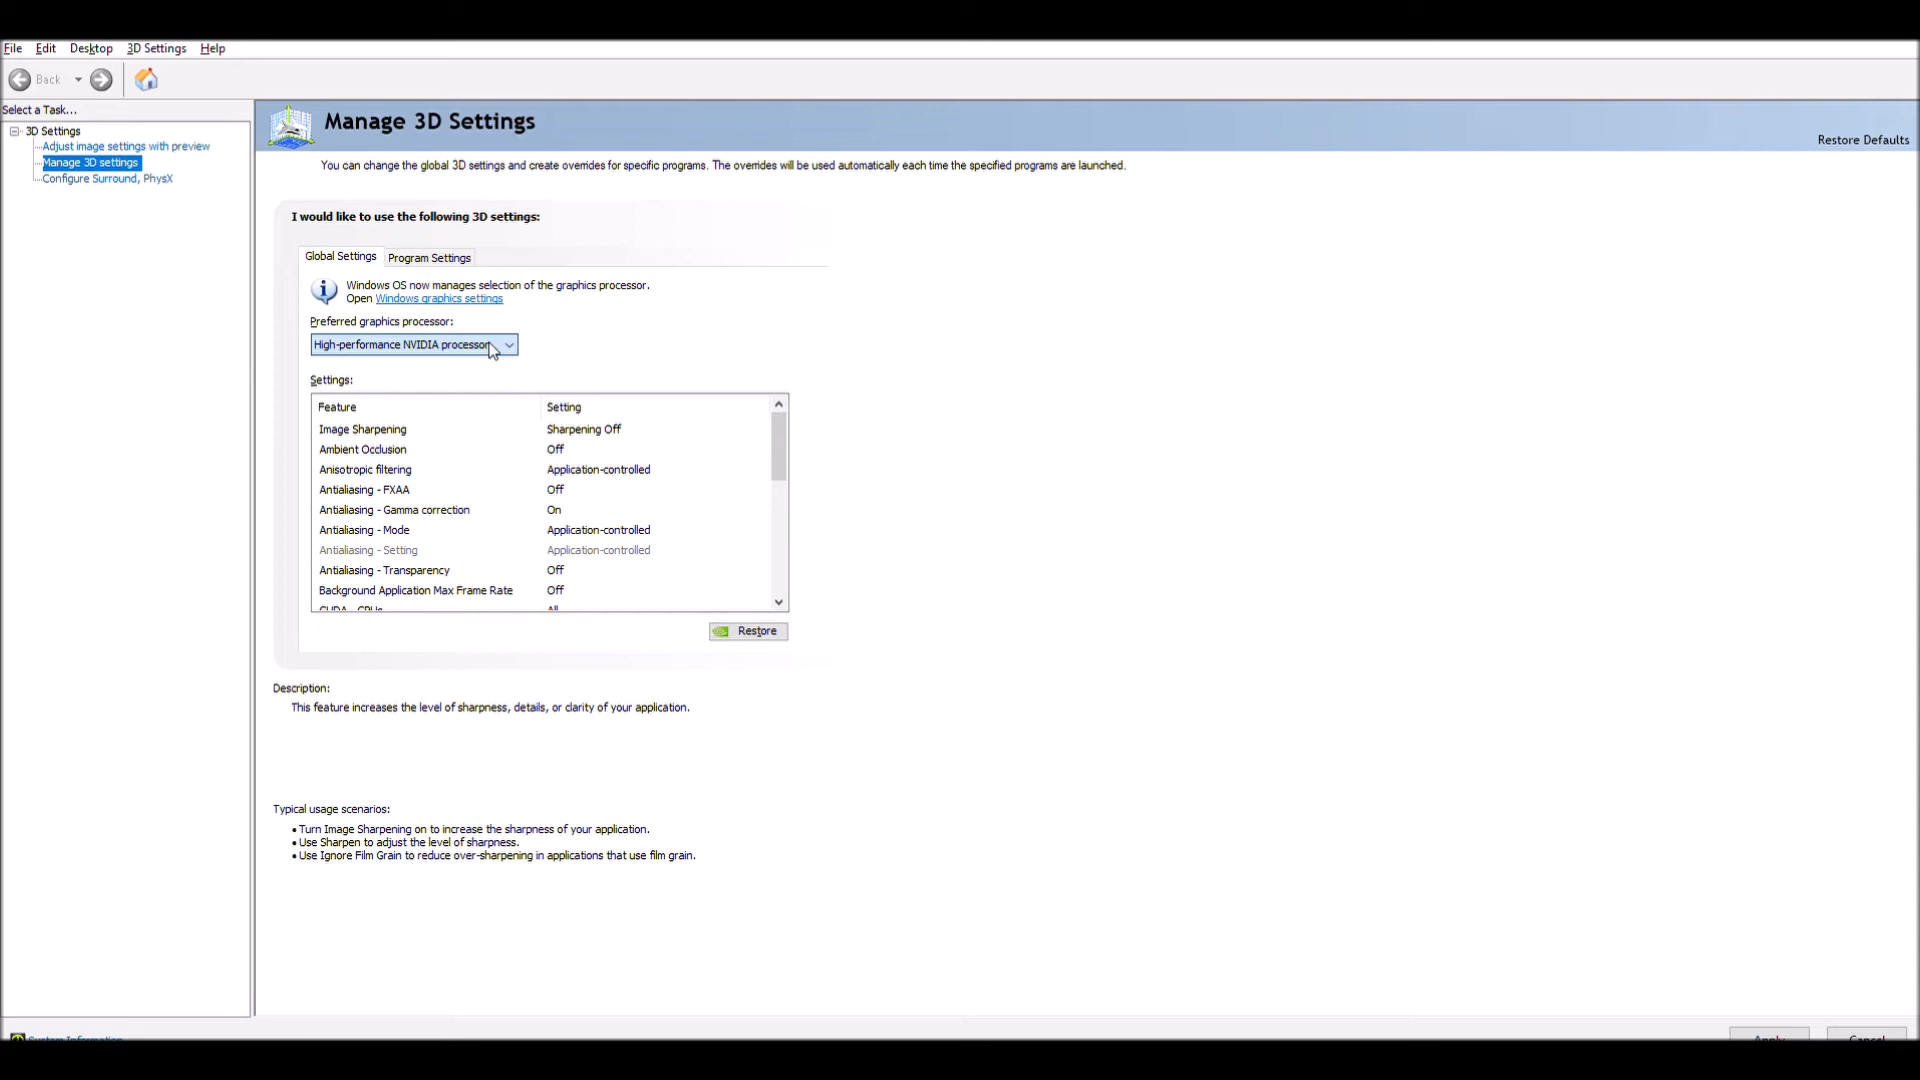 File Edit Desktop 3D Settings Help
Back
Select a Task...
3D Settings
Adjust image settings with preview
Manage 3D settings
Configure Surround, PhysX
Manage 3D Settings
Restore Defaults
You can change the global 3D settings and create overrides for specific programs. The overrides will be used automatically each time the specified programs are launched.
I would like to use the following 3D settings:
Global Settings Program Settings
Windows OS now manages selection of the graphics processor.
Open Windows graphics settings
Preferred graphics processor:
High-performance NVIDIA processor
Settings:
Feature Setting
Image Sharpening Sharpening Off
Ambient Occlusion Off
Anisotropic filtering Application-controlled
Antialiasing - FXAA Off
Antialiasing - Gamma correction On
Antialiasing - Mode Application-controlled
Antialiasing - Setting Application-controlled
Antialiasing - Transparency Off
Background Application Max Frame Rate Off
CUDA - GPUs All
Restore
Description:
This feature increases the level of sharpness, details, or clarity of your application.
Typical usage scenarios:
• Turn Image Sharpening on to increase the sharpness of your application.
• Use Sharpen to adjust the level of sharpness.
• Use Ignore Film Grain to reduce over-sharpening in applications that use film grain.
System Information
Apply Cancel